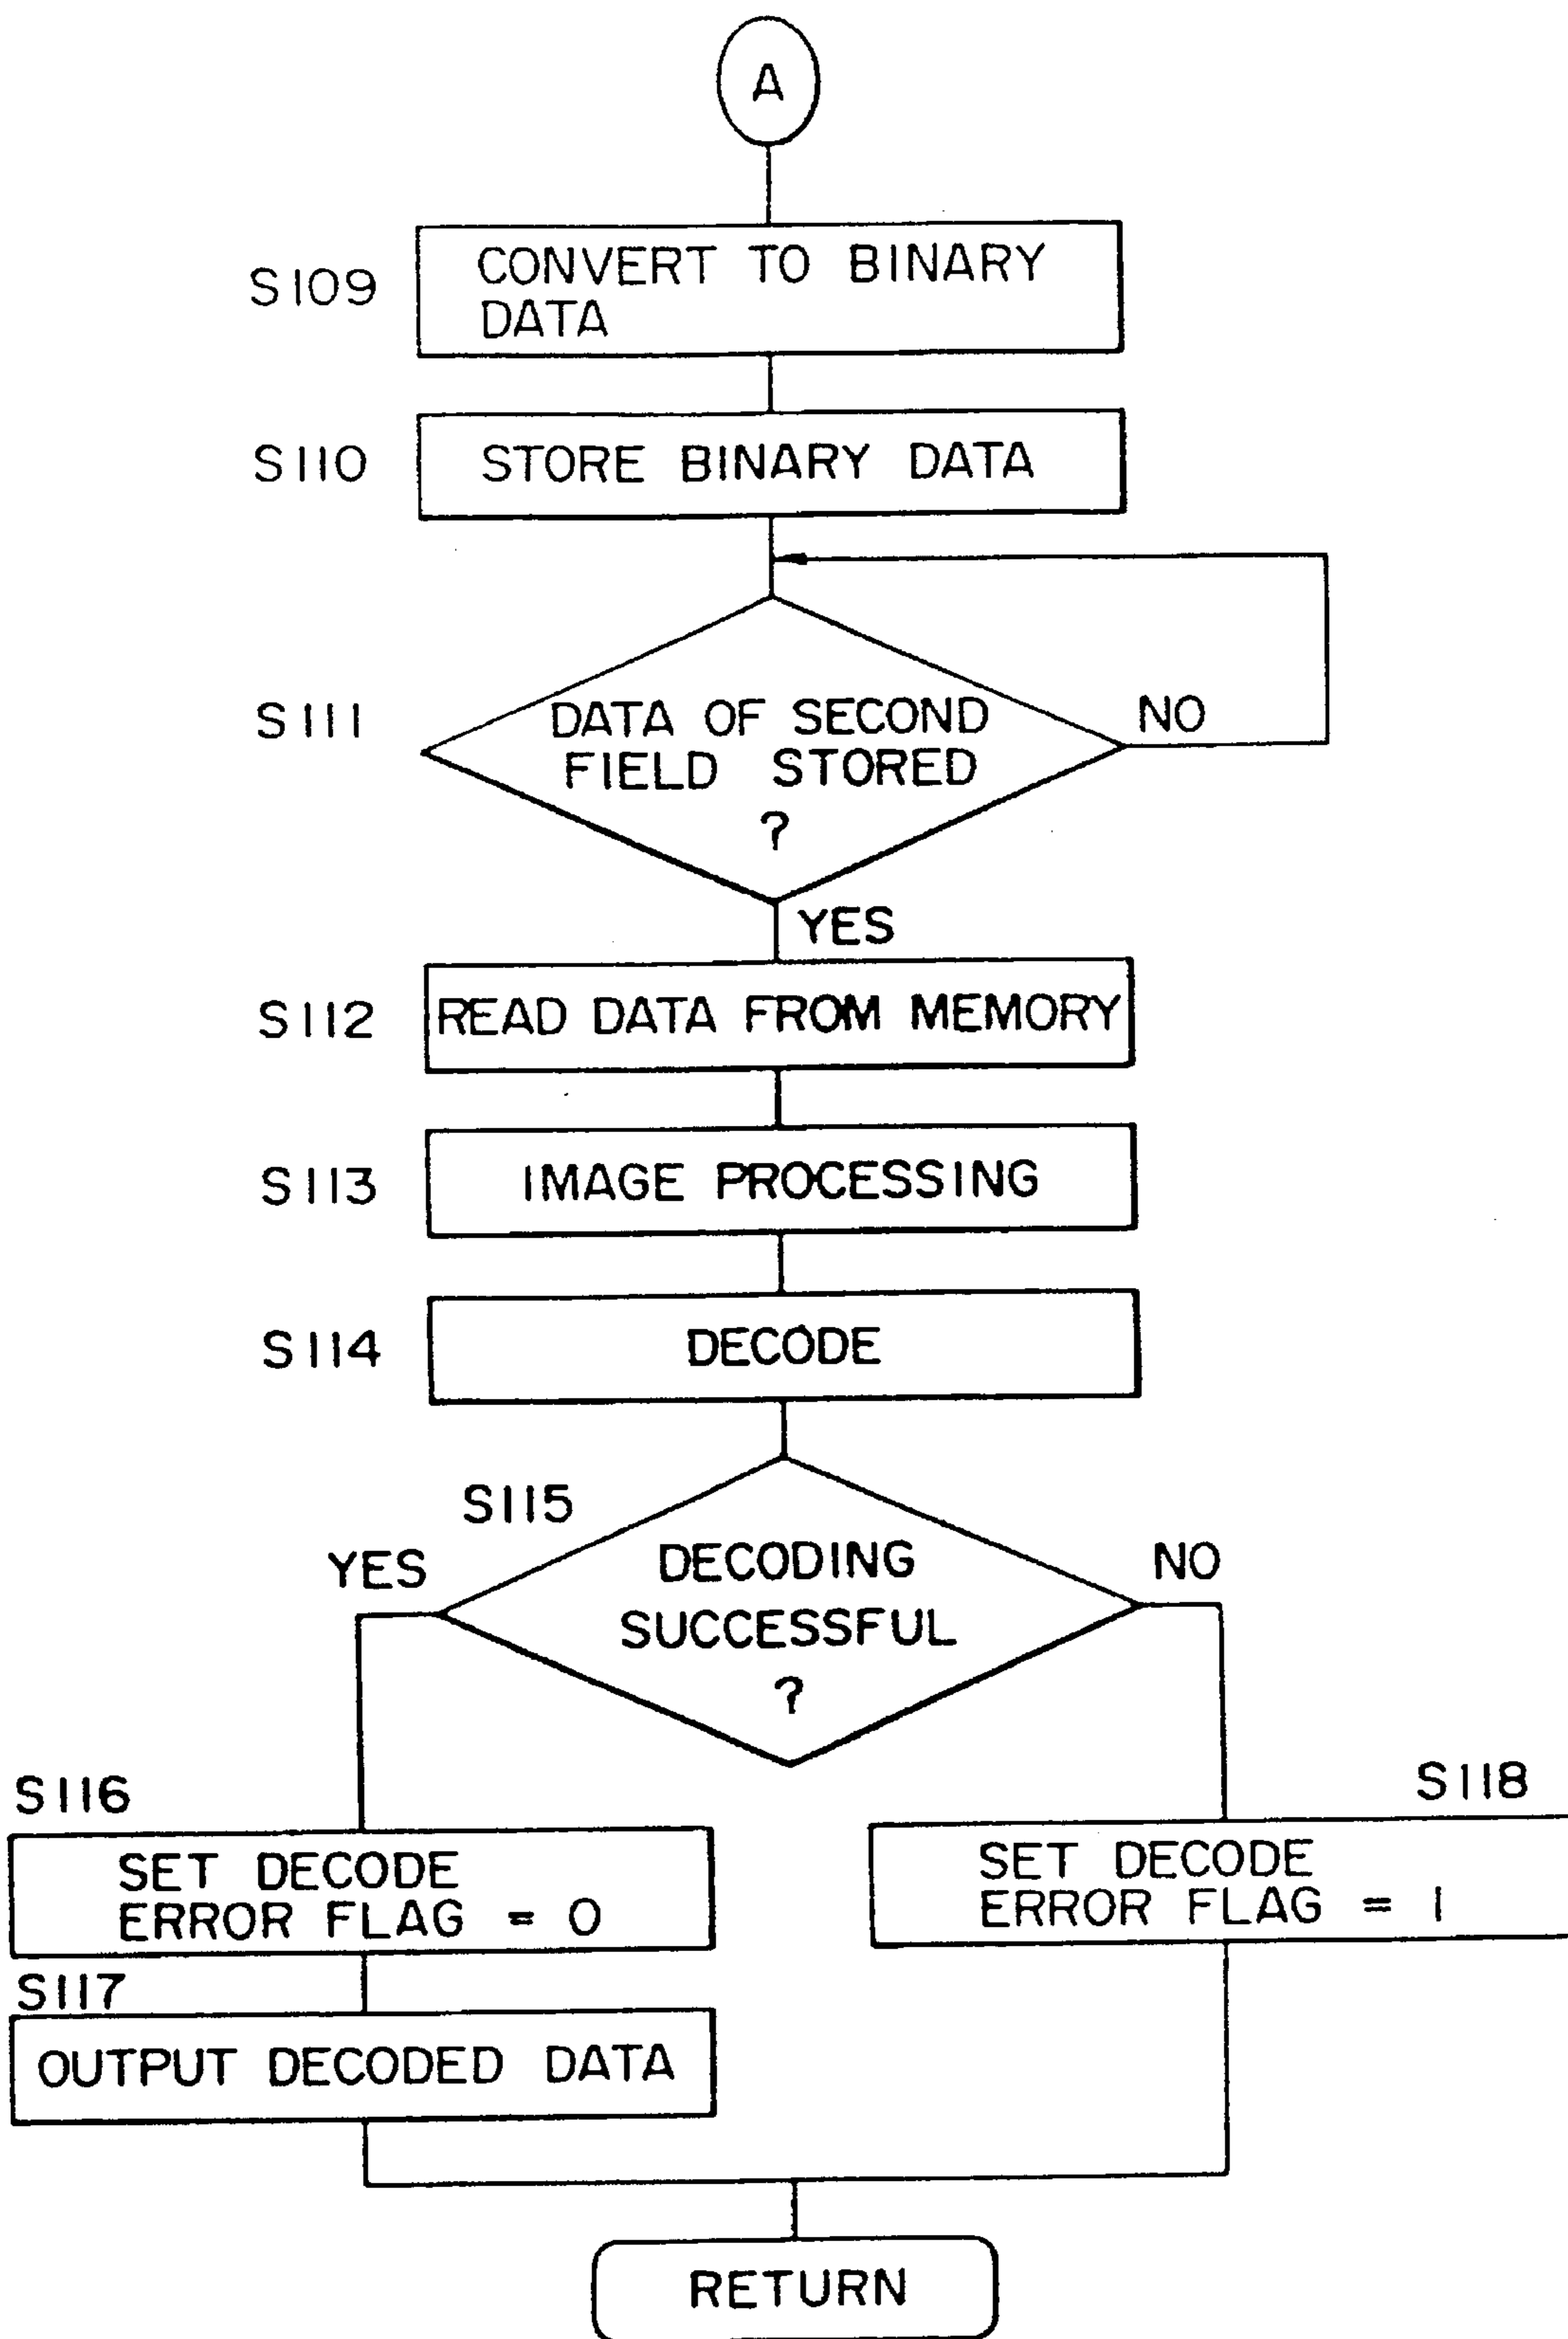 A
S109
CONVERT TO BINARY
DATA
S110
STORE BINARY DATA
S111
DATA OF SECOND
FIELD STORED
?
NO
YES
S112
READ DATA FROM MEMORY
S113
IMAGE PROCESSING
S114
DECODE
S115
YES
DECODING
SUCCESSFUL
?
NO
S116
SET DECODE
ERROR FLAG = 0
S118
SET DECODE
ERROR FLAG = 1
S117
OUTPUT DECODED DATA
RETURN